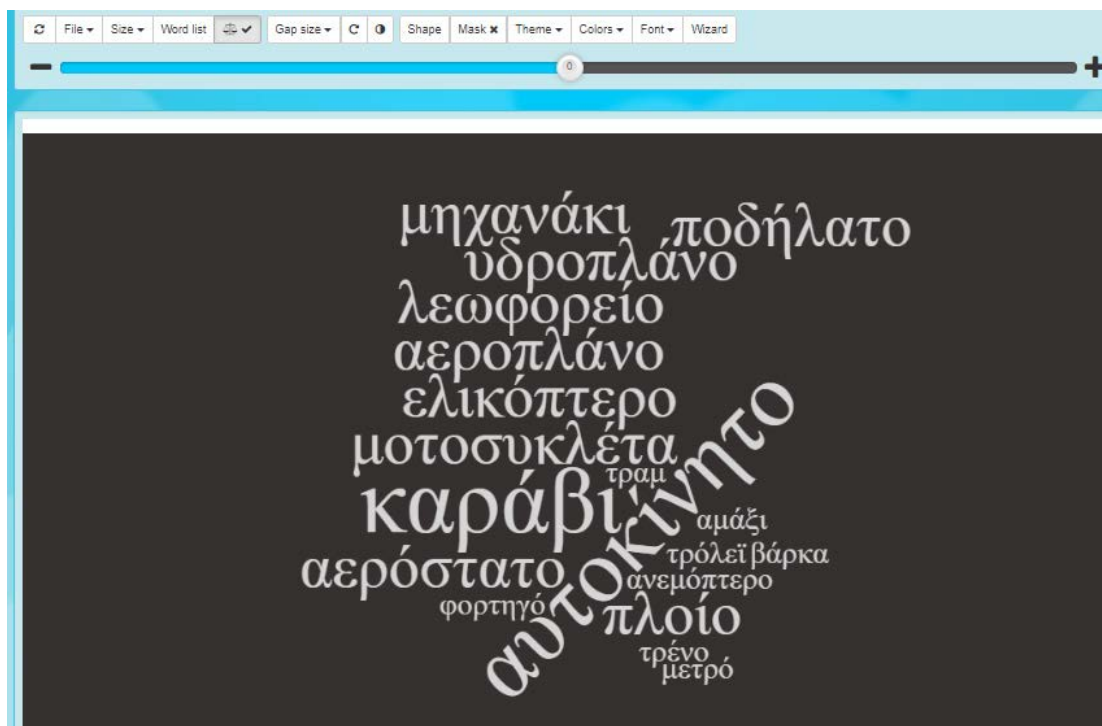 File Size Word list Gap size Shape Mask Theme Colors Font Wizard
0
μηχανάκι ποδήλατο
υδροπλάνο
λεωφορείο
αεροπλάνο
ελικόπτερο
αυτοκίνητο
μοτοσυκλέτα
τραμ
καράβι
αμάξι
τρόλεϊ βάρκα
αερόστατο ανεμόπτερο
φορτηγό πλοίο
τρένο
μετρό